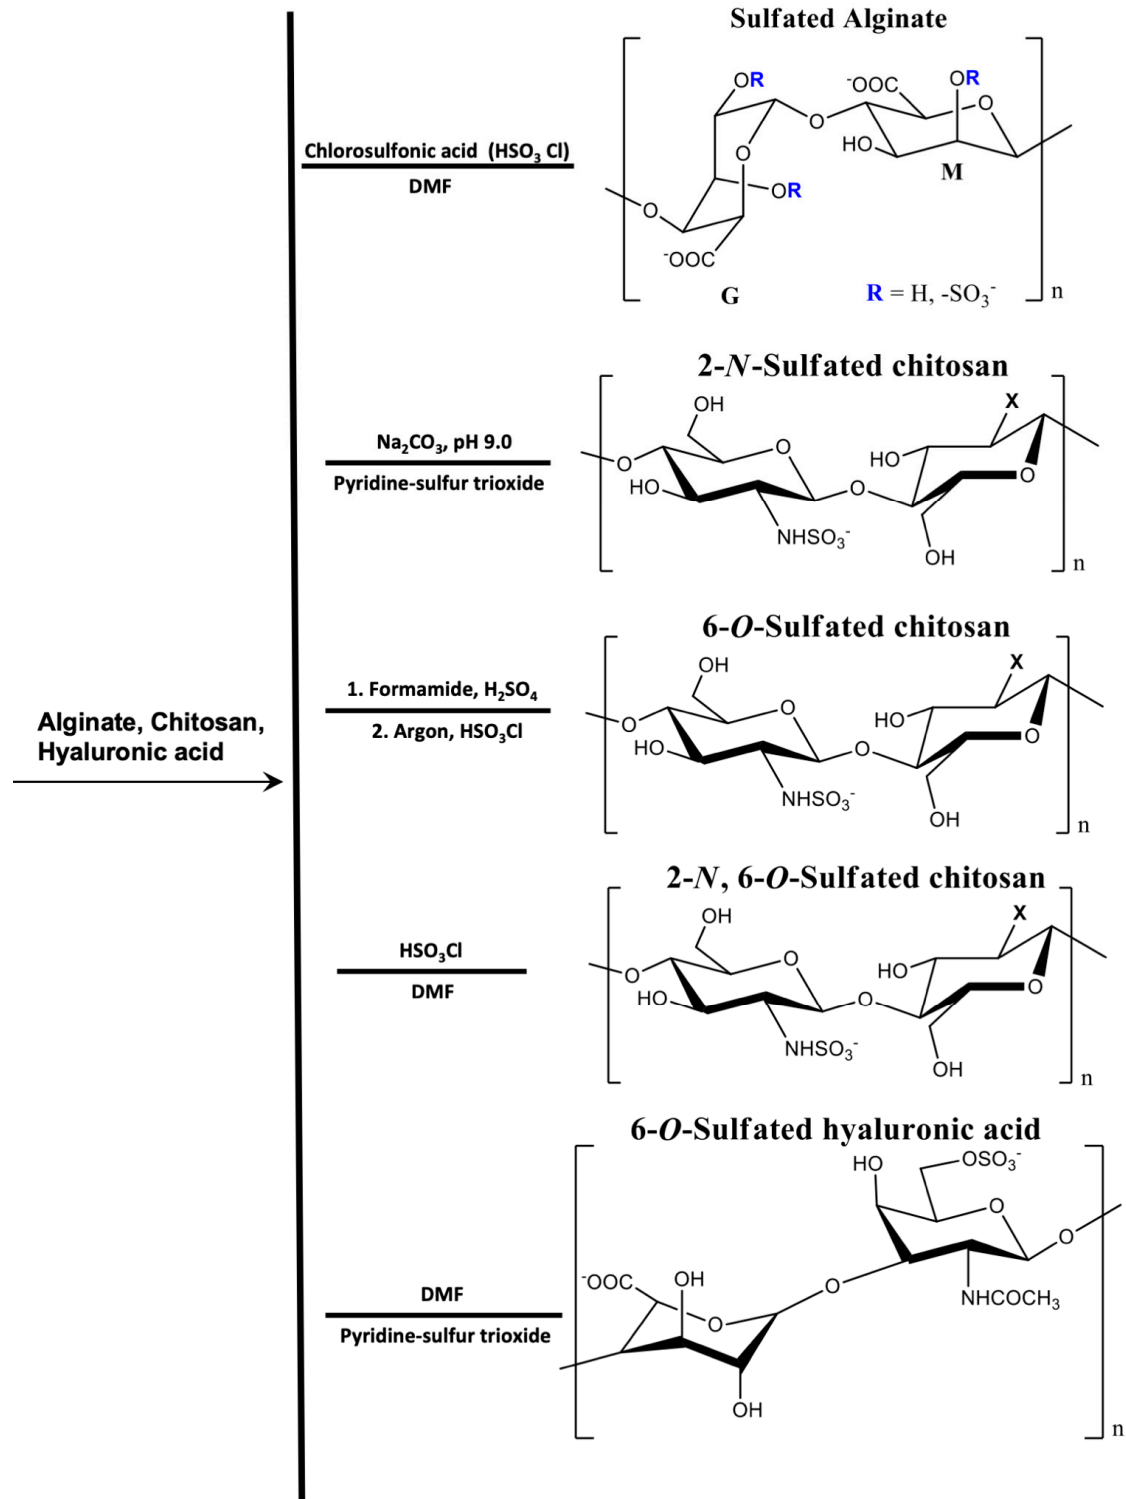 Sulfated Alginate
OR
-OOC
OR
O
O
HO
O
M
Chlorosulfonic acid (HSO₃ Cl)
DMF
OR
O
-OOC
G
R = H, -SO₃⁻
n
2-N-Sulfated chitosan
OH
X
Na₂CO₃, pH 9.0
Pyridine-sulfur trioxide
O
O
HO
HO
O
O
NHSO₃⁻
OH
n
6-O-Sulfated chitosan
OH
X
1. Formamide, H₂SO₄
2. Argon, HSO₃Cl
O
O
HO
HO
O
O
NHSO₃⁻
OH
n
Alginate, Chitosan,
Hyaluronic acid
2-N, 6-O-Sulfated chitosan
OH
X
HSO₃Cl
DMF
O
O
HO
HO
O
O
NHSO₃⁻
OH
n
6-O-Sulfated hyaluronic acid
HO
OSO₃⁻
O
O
-OOC
OH
O
O
NHCOCH₃
DMF
Pyridine-sulfur trioxide
OH
n